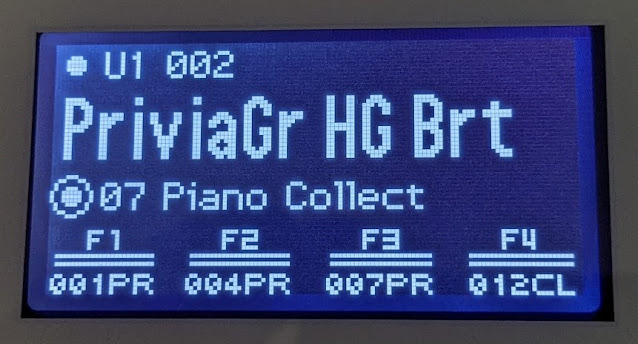 U1 002
PriviaGr HG Brt
07 Piano Collect
F1 F2 F3 F4
001PR 004PR 007PR 012CL